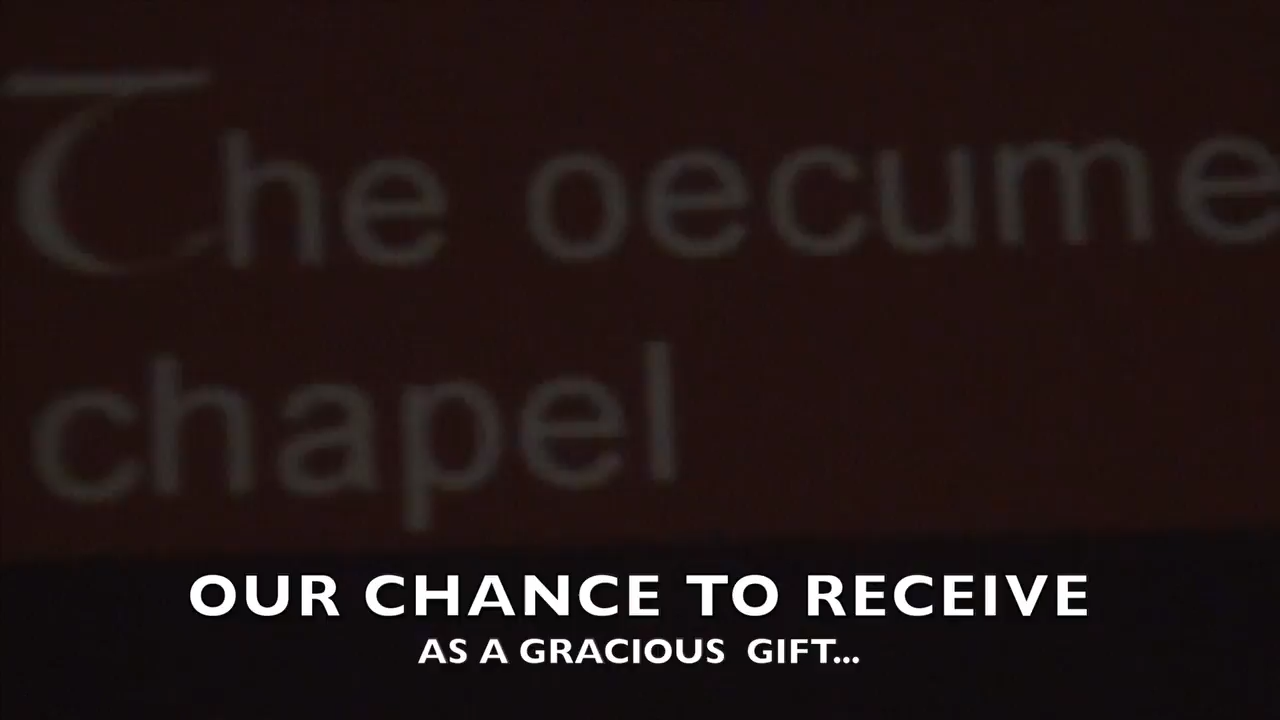 The oecume
chapel
OUR CHANCE TO RECEIVE
AS A GRACIOUS GIFT...